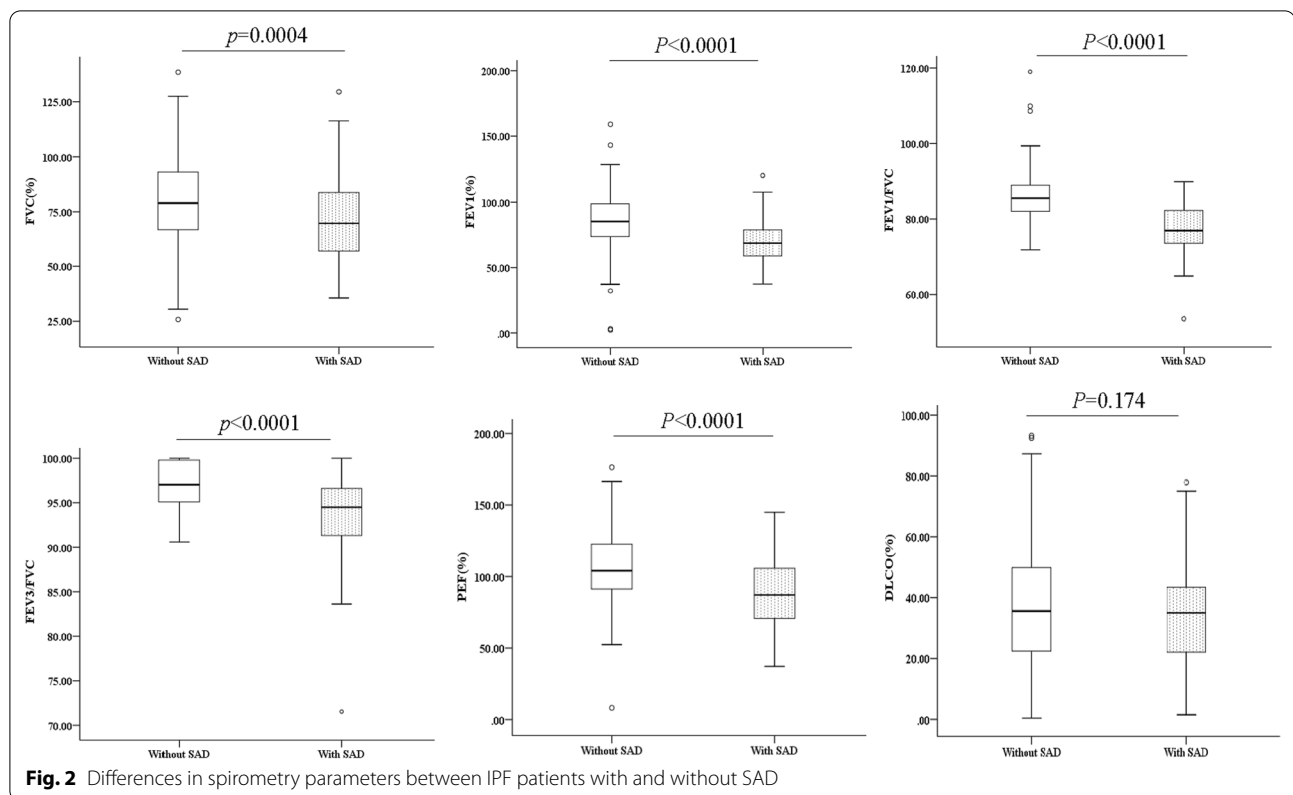 p=0.0004
125.00
100.00
75.00
50.00
25.00
FVC(%)
Without SAD
With SAD
P<0.0001
200.00
150.00
100.00
50.00
.00
FEV1(%)
Without SAD
With SAD
P<0.0001
120.00
100.00
80.00
60.00
FEV1/FVC
Without SAD
With SAD
p<0.0001
100.00
95.00
90.00
85.00
80.00
75.00
70.00
FEV3/FVC
Without SAD
With SAD
P<0.0001
200.00
150.00
100.00
50.00
.00
PEF(%)
Without SAD
With SAD
P=0.174
100.00
80.00
60.00
40.00
20.00
.00
DLCO(%)
Without SAD
With SAD
Fig. 2 Differences in spirometry parameters between IPF patients with and without SAD